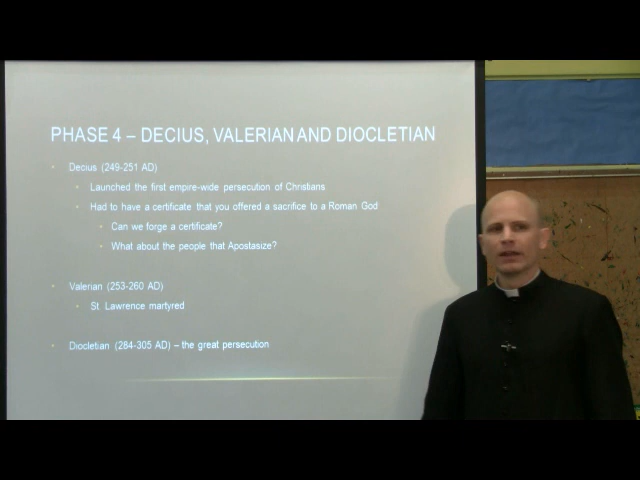 PHASE 4 – DECIUS, VALERIAN AND DIOCLETIAN
Decius (249-251 AD)
Launched the first empire-wide persecution of Christians
Had to have a certificate that you offered a sacrifice to a Roman God
Can we forge a certificate?
What about the people that Apostasize?
Valerian (253-260 AD)
St Lawrence martyred
Diocletian (284-305 AD) – the great persecution